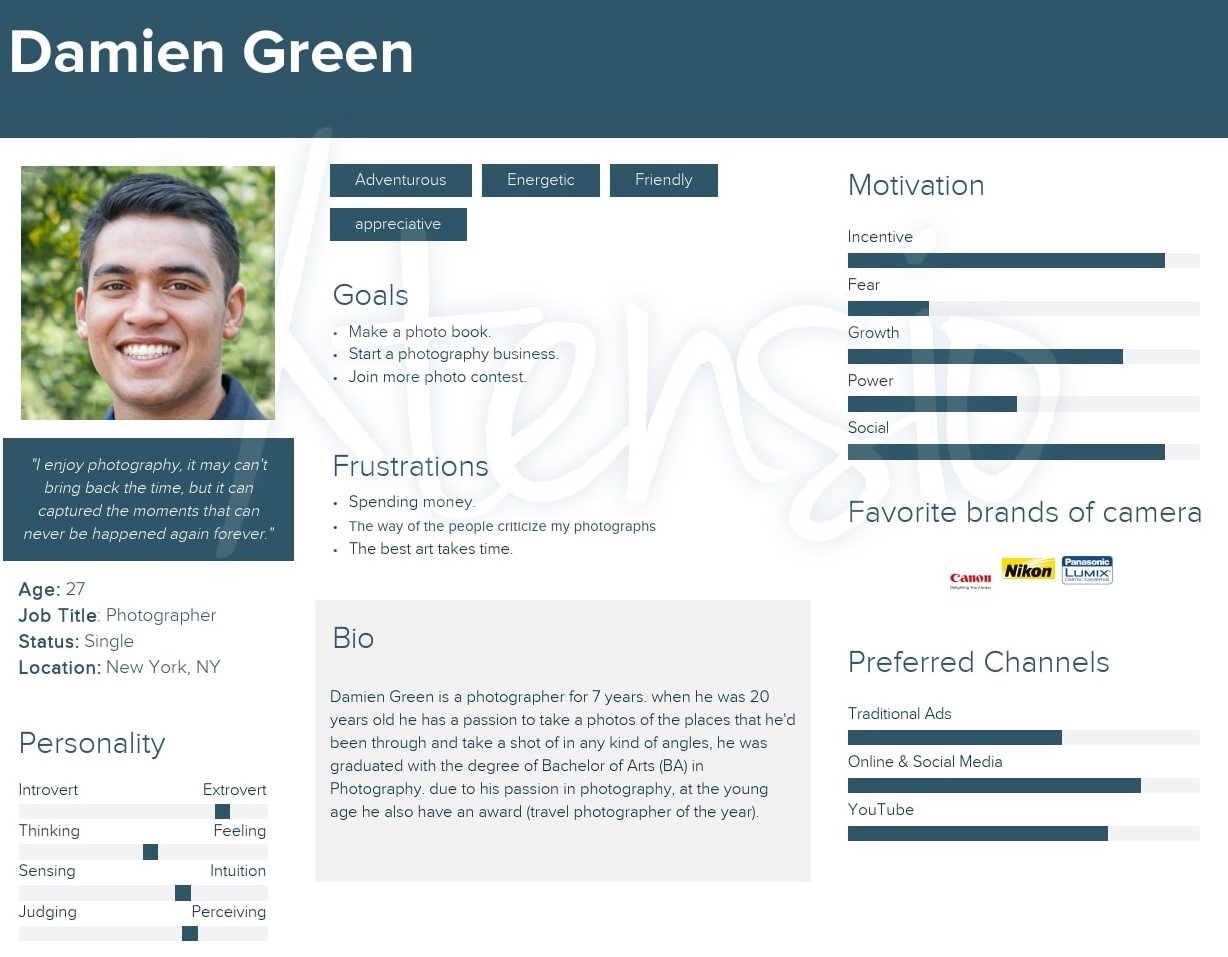 Damien Green
Adventurous
Energetic
Friendly
appreciative
Goals
• Make a photo book.
• Start a photography business.
• Join more photo contest.
Frustrations
• Spending money.
• The way of the people criticize my photographs
• The best art takes time.
Bio
Damien Green is a photographer for 7 years. when he was 20
years old he has a passion to take a photos of the places that he'd
been through and take a shot of in any kind of angles, he was
graduated with the degree of Bachelor of Arts (BA) in
Photography. due to his passion in photography, at the young
age he also have an award (travel photographer of the year).
"I enjoy photography, it may can't
bring back the time, but it can
captured the moments that can
never be happened again forever."
Age: 27
Job Title: Photographer
Status: Single
Location: New York, NY
Personality
Introvert Extrovert
Thinking Feeling
Sensing Intuition
Judging Perceiving
Motivation
Incentive
Fear
Growth
Power
Social
Favorite brands of camera
Canon
Delighting You Always
Nikon
Panasonic
LUMIX
DIGITAL CAMERAS
Preferred Channels
Traditional Ads
Online & Social Media
YouTube
Xtensio